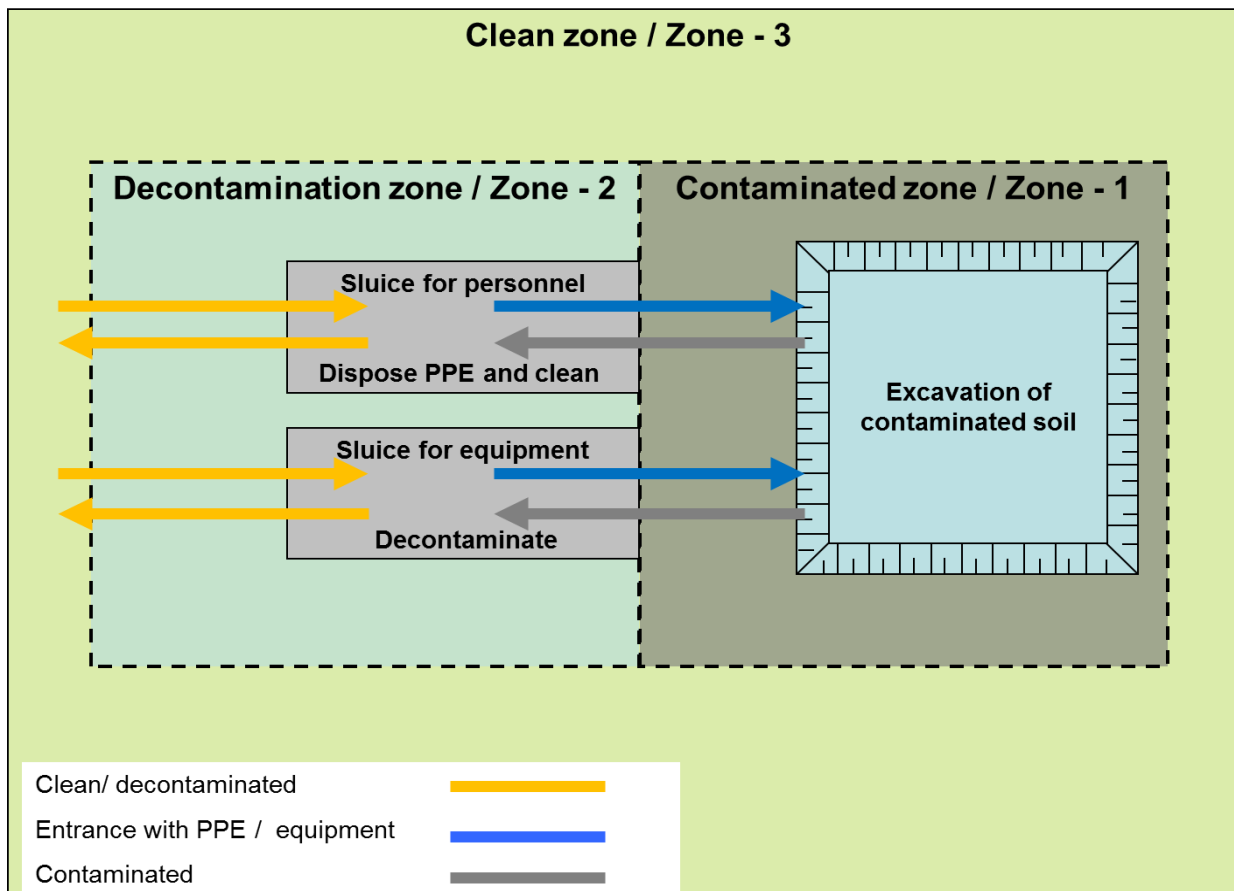 Clean zone / Zone - 3
Decontamination zone / Zone - 2
Contaminated zone / Zone - 1
Sluice for personnel
Dispose PPE and clean
Sluice for equipment
Decontaminate
Excavation of
contaminated soil
Clean/ decontaminated
Entrance with PPE / equipment
Contaminated